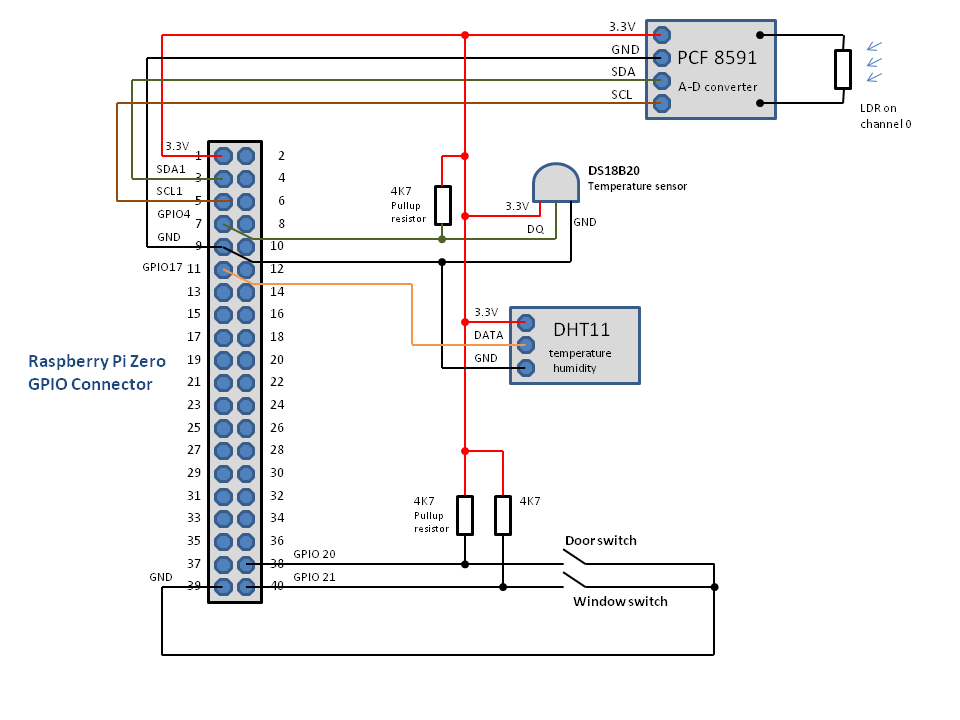 3.3V
GND
SDA
SCL
PCF 8591
A-D converter
LDR on
channel 0
3.3V
SDA1
SCL1
GPIO4
GND
GPIO17
1 2
3 4
5 6
7 8
9 10
11 12
13 14
15 16
17 18
19 20
21 22
23 24
25 26
27 28
29 30
31 32
33 34
35 36
37 38
39 40
4K7
Pullup
resistor
DS18B20
Temperature sensor
3.3V
DQ
GND
3.3V
DATA
GND
DHT11
temperature
humidity
Raspberry Pi Zero
GPIO Connector
4K7
Pullup
resistor
4K7
Door switch
GPIO 20
GND
GPIO 21
Window switch